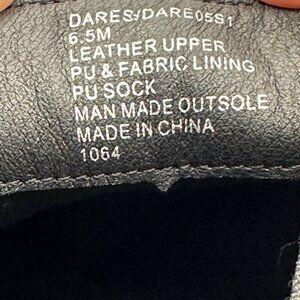 DARES/DARE05S1
6.5M
LEATHER UPPER
PU & FABRIC LINING
PU SOCK
MAN MADE OUTSOLE
MADE IN CHINA
1064